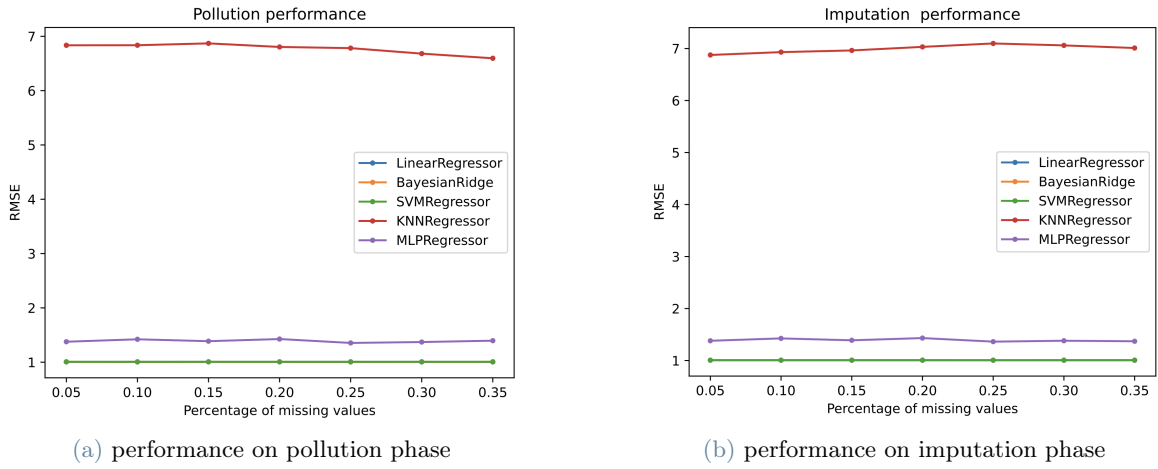 Pollution performance
7
6
5
4
3
2
1
RMSE
LinearRegressor
BayesianRidge
SVMRegressor
KNNRegressor
MLPRegressor
0.05 0.10 0.15 0.20 0.25 0.30 0.35
Percentage of missing values
(a) performance on pollution phase
Imputation  performance
7
6
5
4
3
2
1
RMSE
LinearRegressor
BayesianRidge
SVMRegressor
KNNRegressor
MLPRegressor
0.05 0.10 0.15 0.20 0.25 0.30 0.35
Percentage of missing values
(b) performance on imputation phase